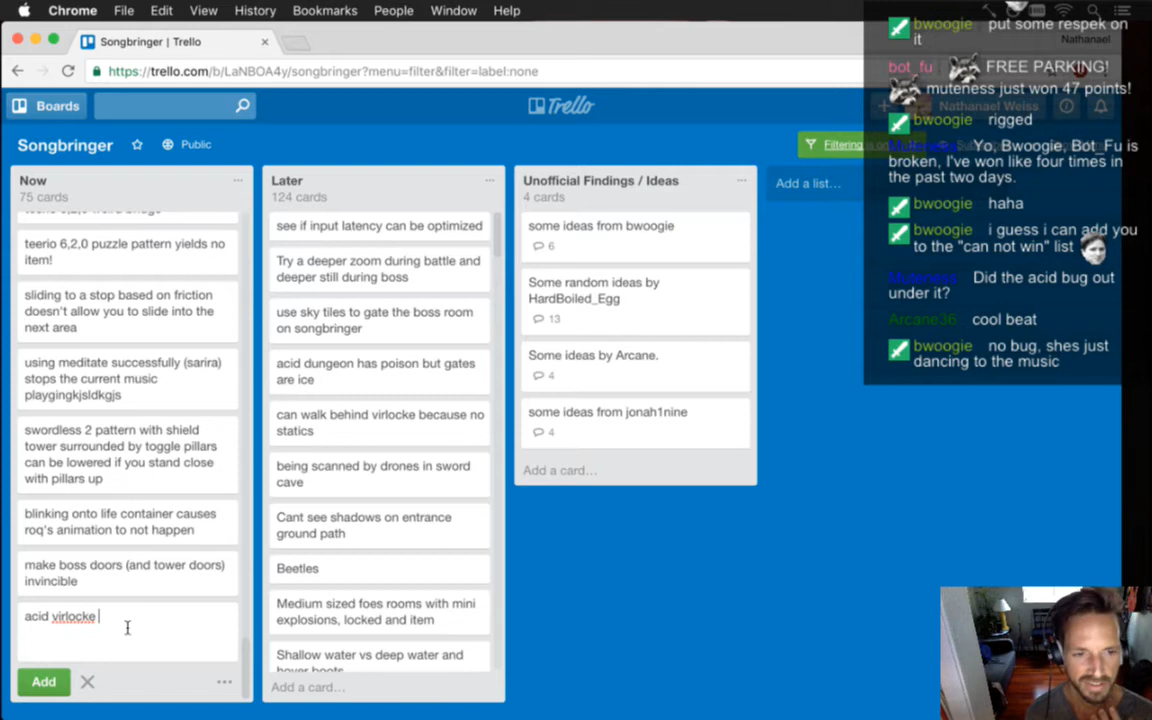 Chrome File Edit View History Bookmarks People Window Help
Songbringer | Trello
https://trello.com/b/LaNBOA4y/songbringer?menu=filter&filter=label:none
Nathanael
Boards
Trello
Nathanael Weiss
Songbringer
Public
Filtering is on
Now
75 cards
teerio 6,2,0 puzzle pattern yields no
item!
sliding to a stop based on friction
doesn't allow you to slide into the
next area
using meditate successfully (sarira)
stops the current music
playgingkjsldkgjs
swordless 2 pattern with shield
tower surrounded by toggle pillars
can be lowered if you stand close
with pillars up
blinking onto life container causes
roq's animation to not happen
make boss doors (and tower doors)
invincible
acid virlocke
Add
Later
124 cards
see if input latency can be optimized
Try a deeper zoom during battle and
deeper still during boss
use sky tiles to gate the boss room
on songbringer
acid dungeon has poison but gates
are ice
can walk behind virlocke because no
statics
being scanned by drones in sword
cave
Cant see shadows on entrance
ground path
Beetles
Medium sized foes rooms with mini
explosions, locked and item
Shallow water vs deep water and
hover boots
Add a card...
Unofficial Findings / Ideas
4 cards
some ideas from bwoogie
6
Some random ideas by
HardBoiled_Egg
13
Some ideas by Arcane.
4
some ideas from jonah1nine
4
Add a card...
Add a list...
bwoogie put some respek on
it
bot_fu FREE PARKING!
muteness just won 47 points!
bwoogie rigged
Muteness: Yo Bwoogie, Bot_Fu is
broken, I've won like four times in
the past two days.
bwoogie haha
bwoogie i guess i can add you
to the "can not win" list
Muteness: Did the acid bug out
under it?
Arcane36 cool beat
bwoogie no bug, shes just
dancing to the music